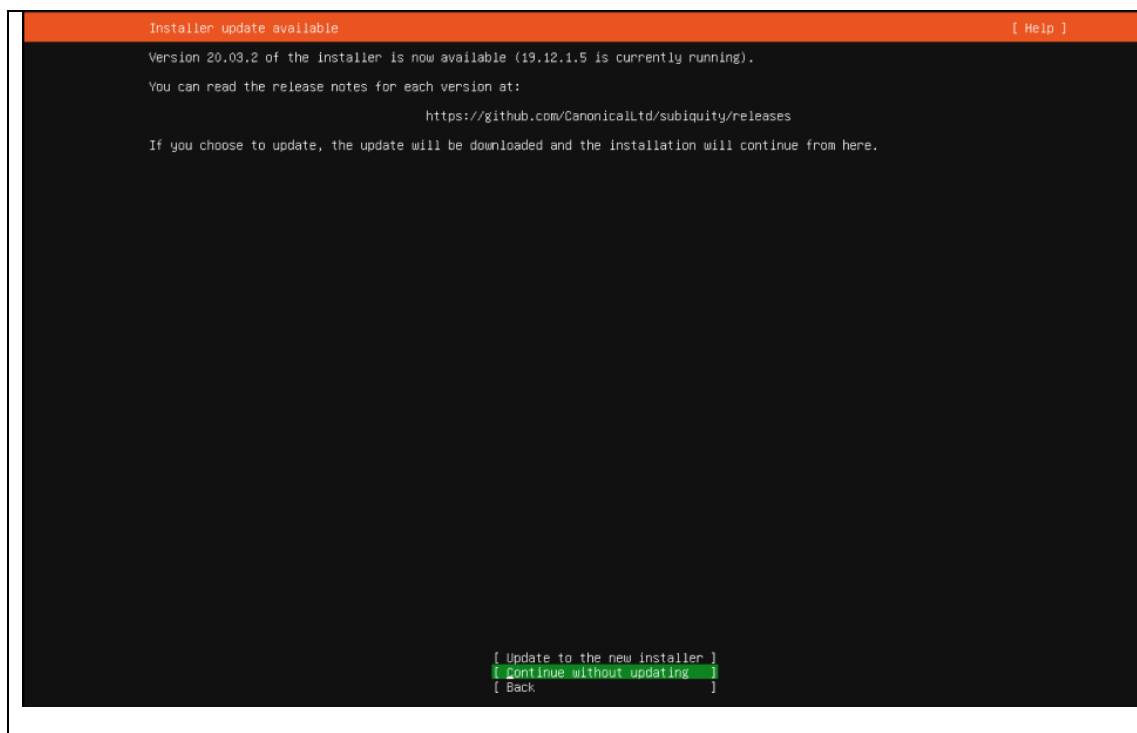 Installer update available [ Help ]
Version 20.03.2 of the installer is now available (19.12.1.5 is currently running).
You can read the release notes for each version at:
https://github.com/CanonicalLtd/subiquity/releases
If you choose to update, the update will be downloaded and the installation will continue from here.
[ Update to the new installer ]
[ Continue without updating ]
[ Back ]